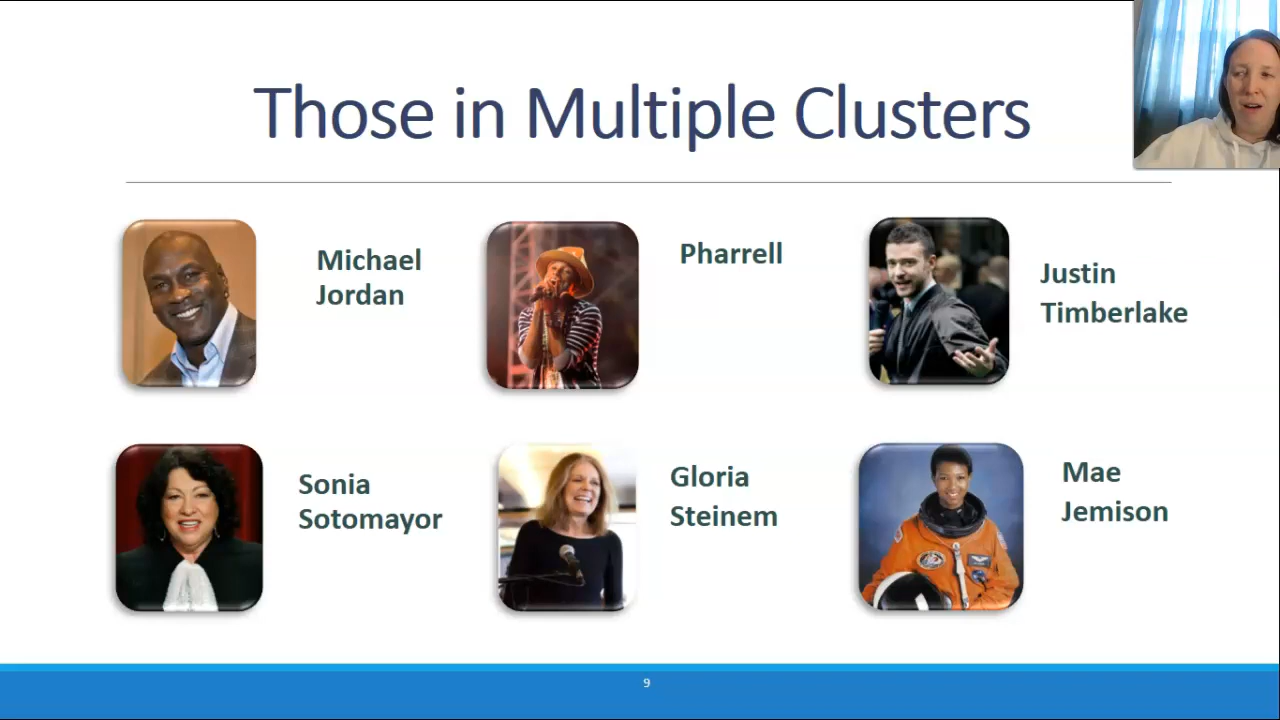 Those in Multiple Clusters
Michael
Jordan
Pharrell
Justin
Timberlake
Sonia
Sotomayor
Gloria
Steinem
Mae
Jemison
9